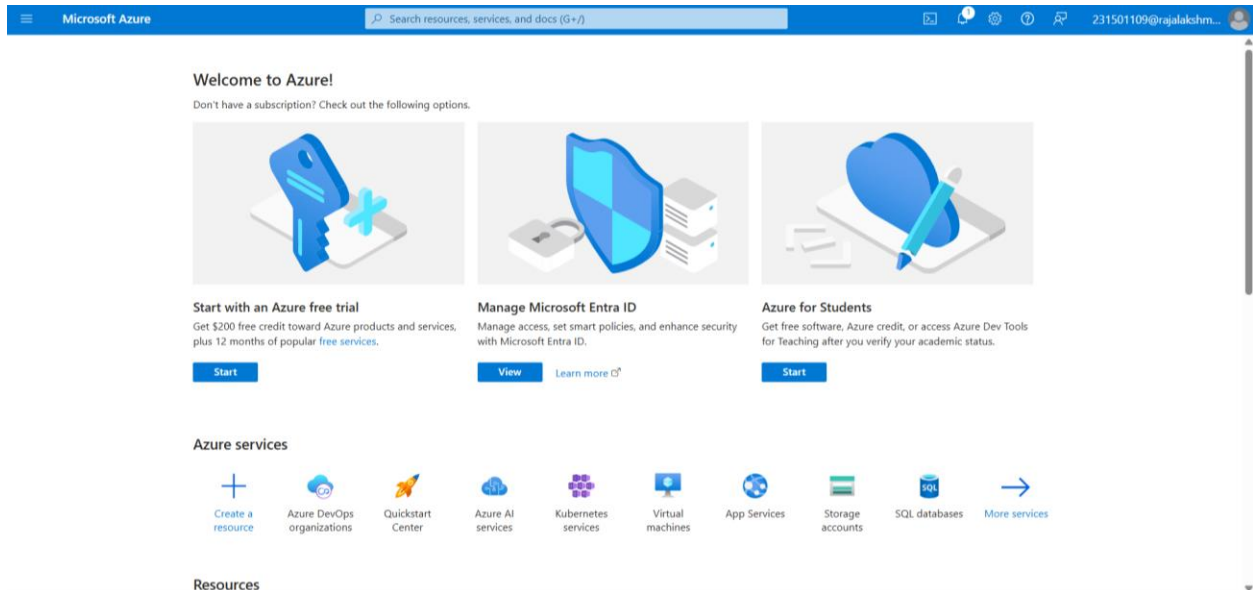 Microsoft Azure
Search resources, services, and docs (G+/)
1
231501109@rajalakshm...
Welcome to Azure!
Don't have a subscription? Check out the following options.
Start with an Azure free trial
Get $200 free credit toward Azure products and services,
plus 12 months of popular free services.
Start
Manage Microsoft Entra ID
Manage access, set smart policies, and enhance security
with Microsoft Entra ID.
View
Learn more
Azure for Students
Get free software, Azure credit, or access Azure Dev Tools
for Teaching after you verify your academic status.
Start
Azure services
Create a
resource
Azure DevOps
organizations
Quickstart
Center
Azure AI
services
Kubernetes
services
Virtual
machines
App Services
Storage
accounts
SQL
SQL databases
More services
Resources